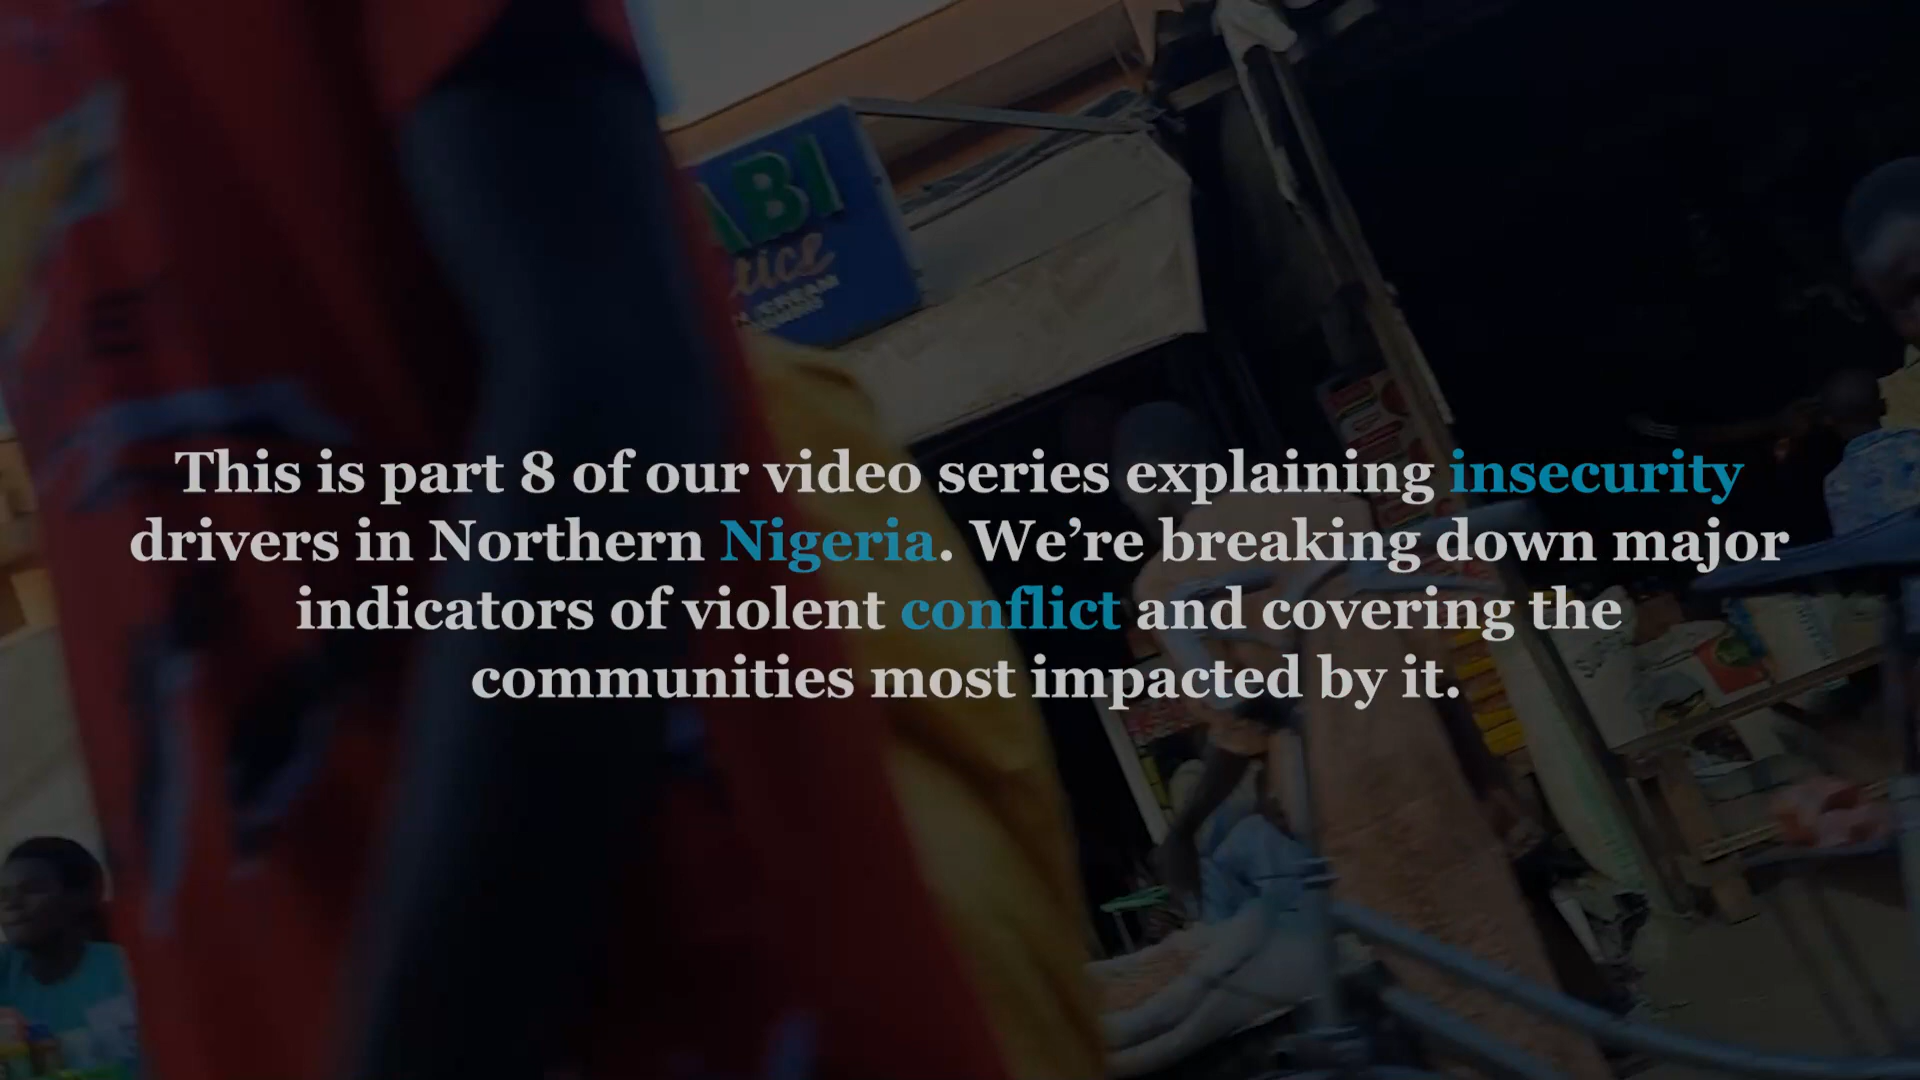 ABI
This is part 8 of our video series explaining insecurity
drivers in Northern Nigeria. We’re breaking down major
indicators of violent conflict and covering the
communities most impacted by it.